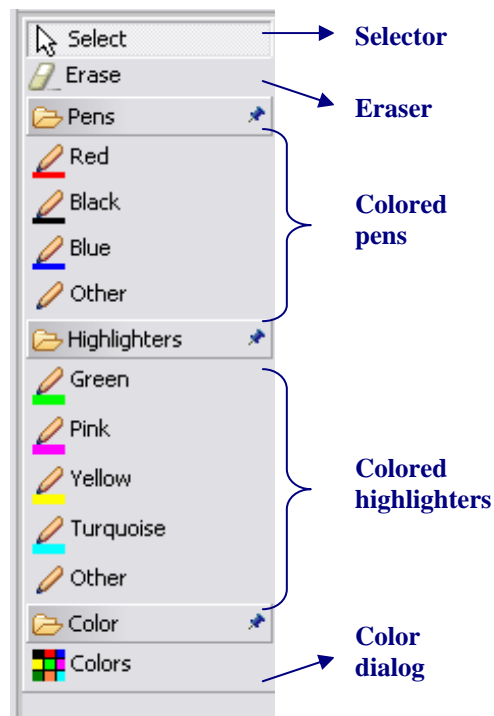 Select
Selector
Erase
Eraser
Pens
Red
Black
Colored
pens
Blue
Other
Highlighters
Green
Pink
Yellow
Colored
highlighters
Turquoise
Other
Color
Colors
Color
dialog